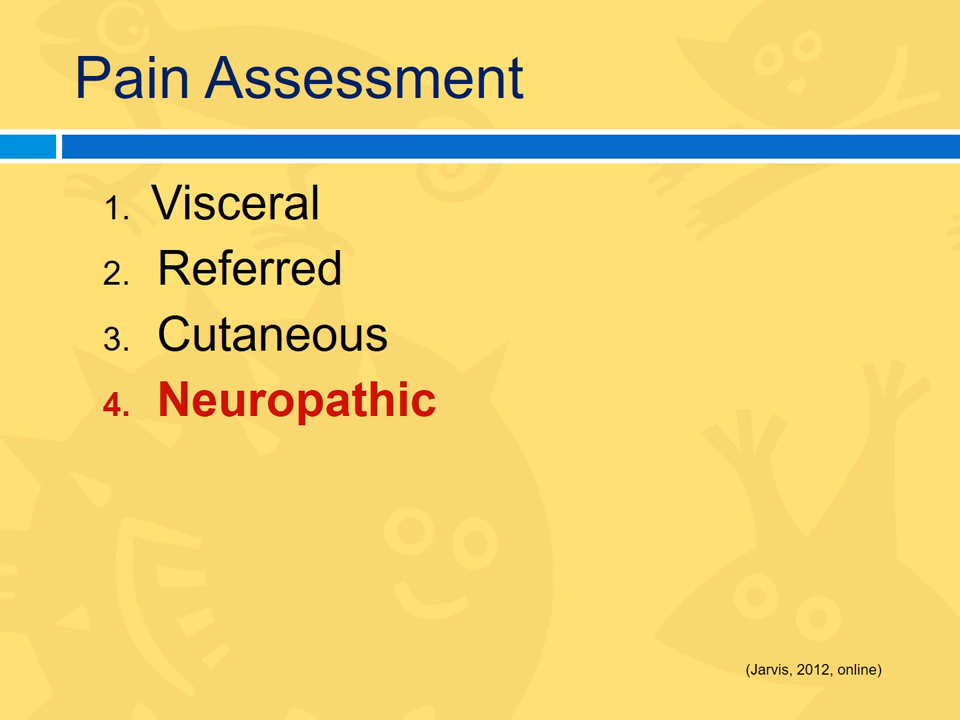 Pain Assessment
1. Visceral
2. Referred
3. Cutaneous
4. Neuropathic
(Jarvis, 2012, online)